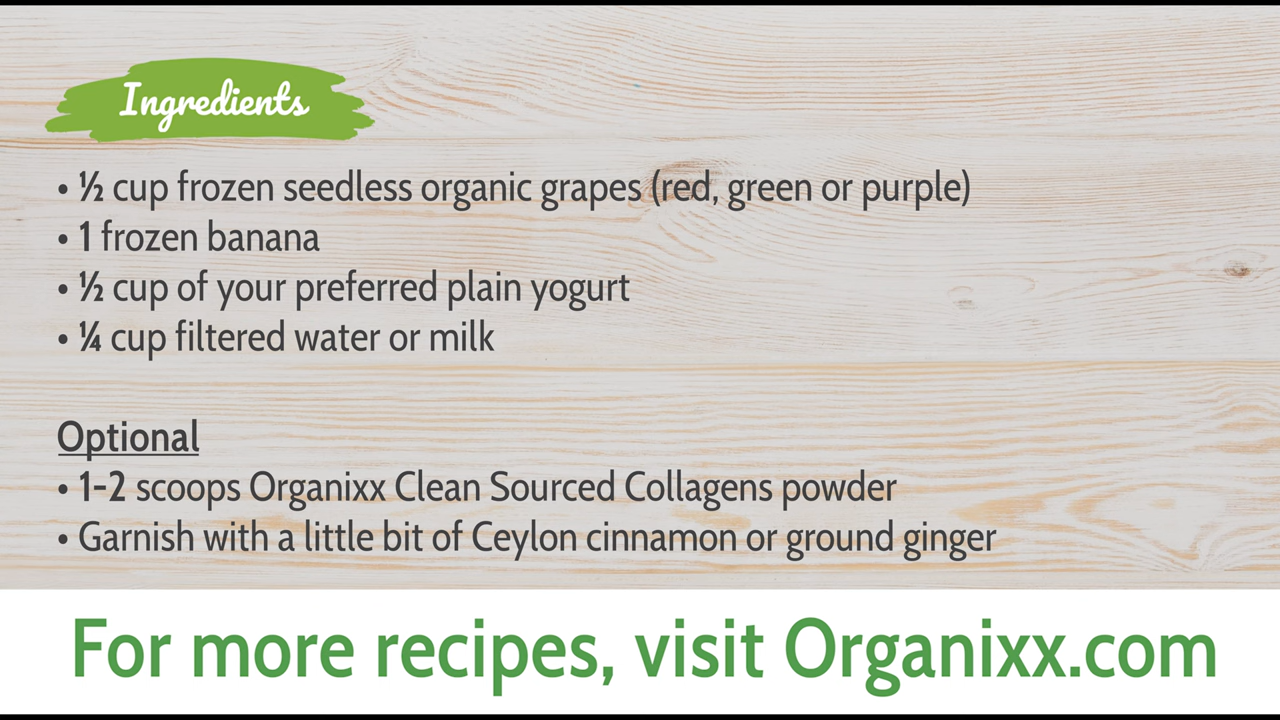 Ingredients
• ½ cup frozen seedless organic grapes (red, green or purple)
• 1 frozen banana
• ½ cup of your preferred plain yogurt
• ¼ cup filtered water or milk
Optional
• 1-2 scoops Organixx Clean Sourced Collagens powder
• Garnish with a little bit of Ceylon cinnamon or ground ginger
For more recipes, visit Organixx.com